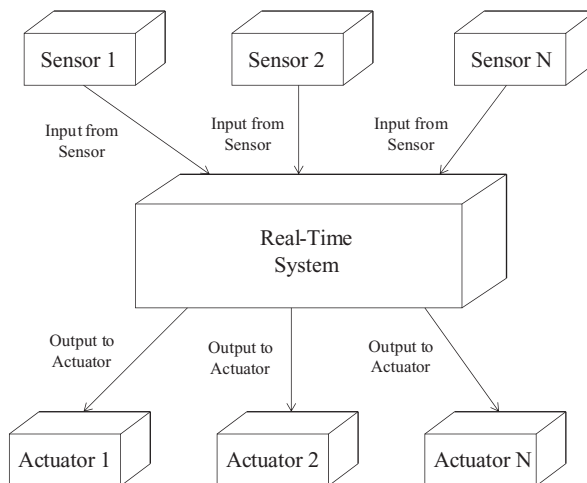 Sensor 1
Sensor 2
Sensor N
Input from
Sensor
Input from
Sensor
Input from
Sensor
Real-Time
System
Output to
Actuator
Output to
Actuator
Output to
Actuator
Actuator 1
Actuator 2
Actuator N